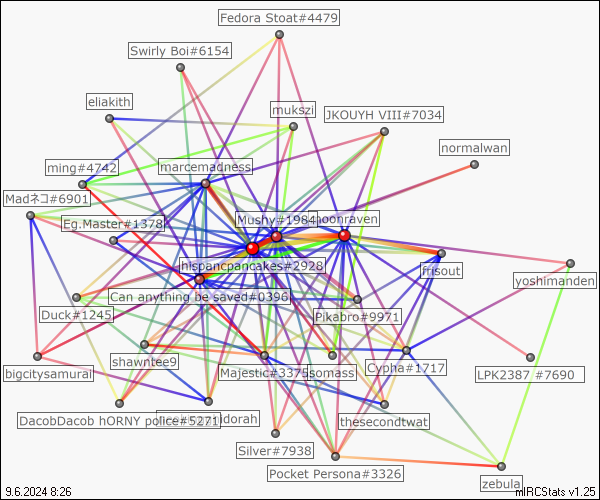 Fedora Stoat#4479
Swirly Boi#6154
eliakith
mukszi
JKOUYH VIII#7034
normalwan
ming#4742
marcemadness
Madネコ#6901
Mushy#1984
moonraven
Eg.Master#1378
hispancpancakes#2928
frisout
yoshimanden
Can anything be saved#0396
Duck#1245
Pikabro#9971
shawntee9
bigcitysamurai
Majestic#3375
isomass
Cypha#1717
LPK2387 #7690
DacobDacob hORNY police#5271
idorah
thesecondtwat
Silver#7938
Pocket Persona#3326
zebula
9.6.2024 8:26
mIRCStats v1.25